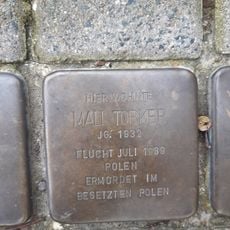 HIER WOHNTE
MALI TORKER
JG. 1932
FLUCHT JULI 1939
POLEN
ERMORDET IM
BESETZTEN POLEN